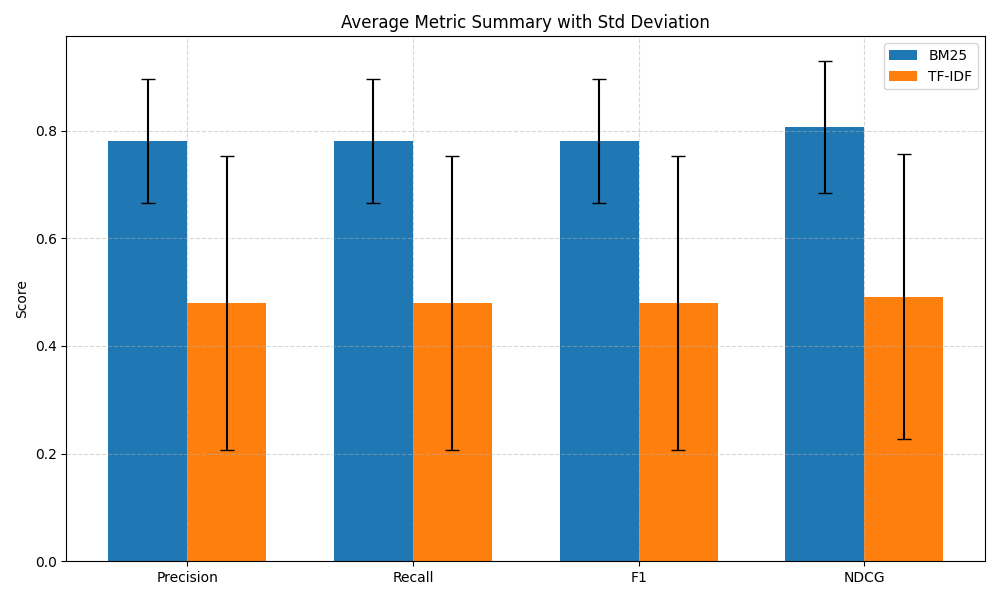 Average Metric Summary with Std Deviation
BM25
TF-IDF
Score
0.8
0.6
0.4
0.2
0.0
Precision
Recall
F1
NDCG